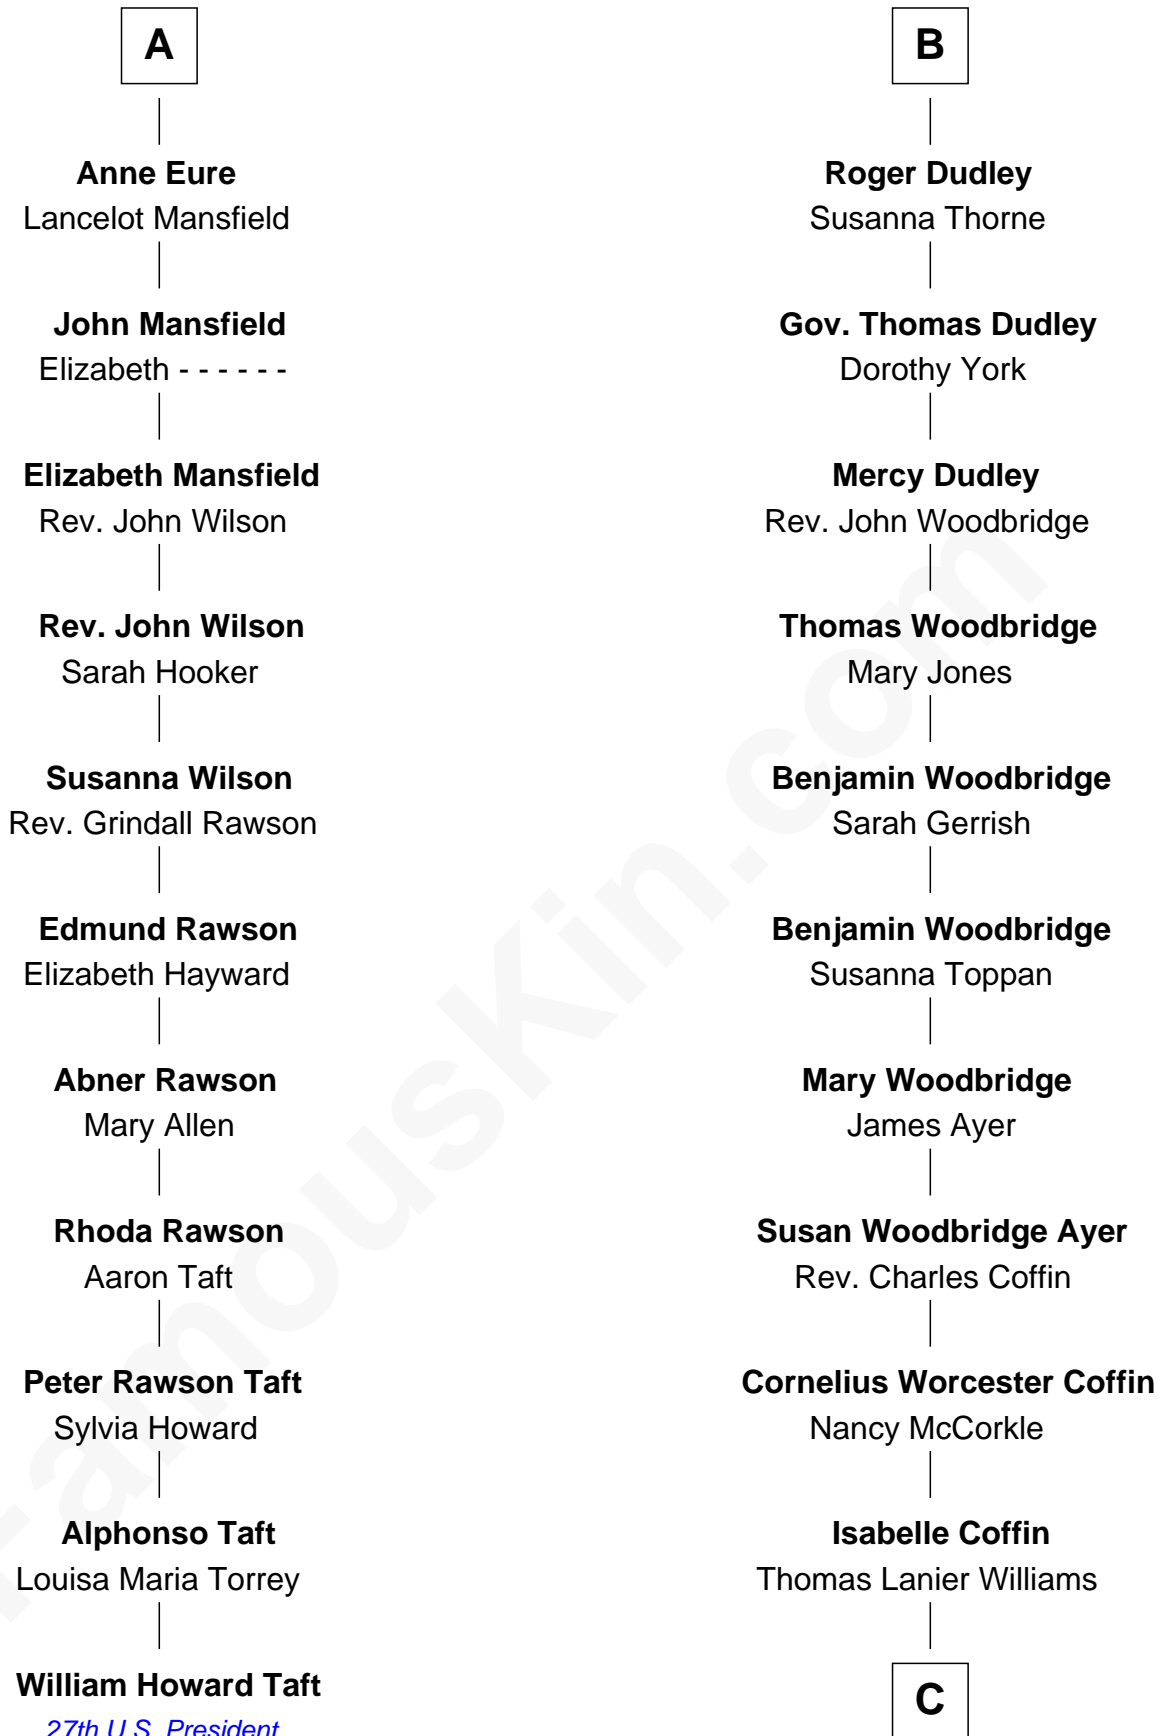 A
B
Anne Eure
Lancelot Mansfield
Roger Dudley
Susanna Thorne
John Mansfield
Elizabeth - - - - - -
Gov. Thomas Dudley
Dorothy York
Elizabeth Mansfield
Rev. John Wilson
Mercy Dudley
Rev. John Woodbridge
Rev. John Wilson
Sarah Hooker
Thomas Woodbridge
Mary Jones
Susanna Wilson
Rev. Grindall Rawson
Benjamin Woodbridge
Sarah Gerrish
Edmund Rawson
Elizabeth Hayward
Benjamin Woodbridge
Susanna Toppan
Abner Rawson
Mary Allen
Mary Woodbridge
James Ayer
Rhoda Rawson
Aaron Taft
Susan Woodbridge Ayer
Rev. Charles Coffin
Peter Rawson Taft
Sylvia Howard
Cornelius Worcester Coffin
Nancy McCorkle
Alphonso Taft
Louisa Maria Torrey
Isabelle Coffin
Thomas Lanier Williams
William Howard Taft
27th U.S. President
C
FamousKin.com